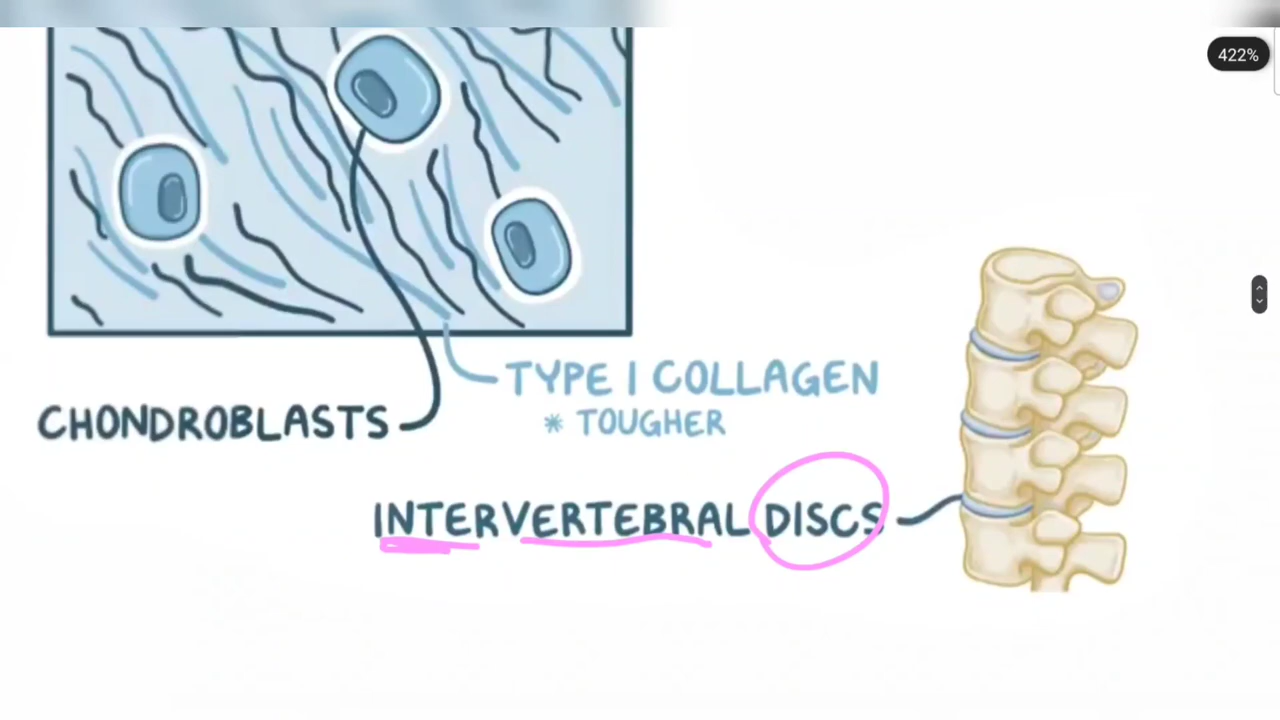 422%
TYPE I COLLAGEN
* TOUGHER
CHONDROBLASTS
INTERVERTEBRAL DISCS